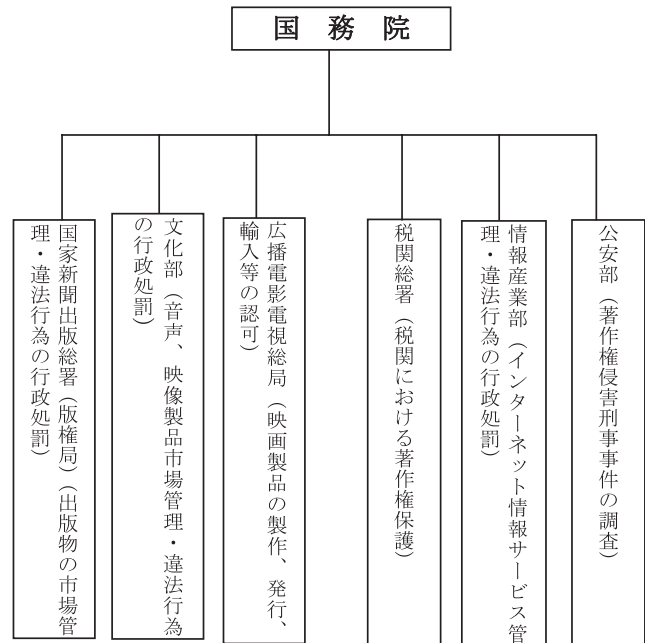 国務院
国家新聞出版総署（版権局）（出版物の市場管
理・違法行為の行政処罰）
文化部（音声、映像製品市場管理・違法行為
の行政処罰）
広播電影電視総局（映画製品の製作、発行、
輸入等の認可）
税関総署（税関における著作権保護）
情報産業部（インターネット情報サービス管
理・違法行為の行政処罰）
公安部（著作権侵害刑事事件の調査）